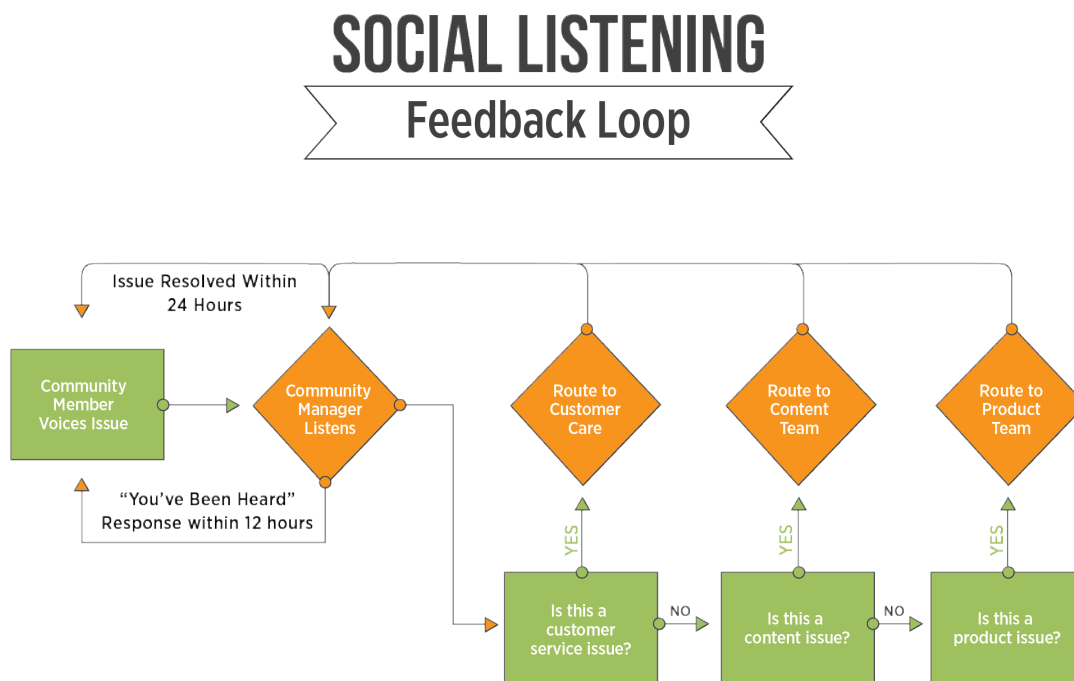 SOCIAL LISTENING
Feedback Loop
Issue Resolved Within
24 Hours
Community
Member
Voices Issue
Community
Manager
Listens
Route to
Customer
Care
Route to
Content
Team
Route to
Product
Team
“You’ve Been Heard”
Response within 12 hours
YES
YES
YES
Is this a
customer
service issue?
NO
Is this a
content issue?
NO
Is this a
product issue?